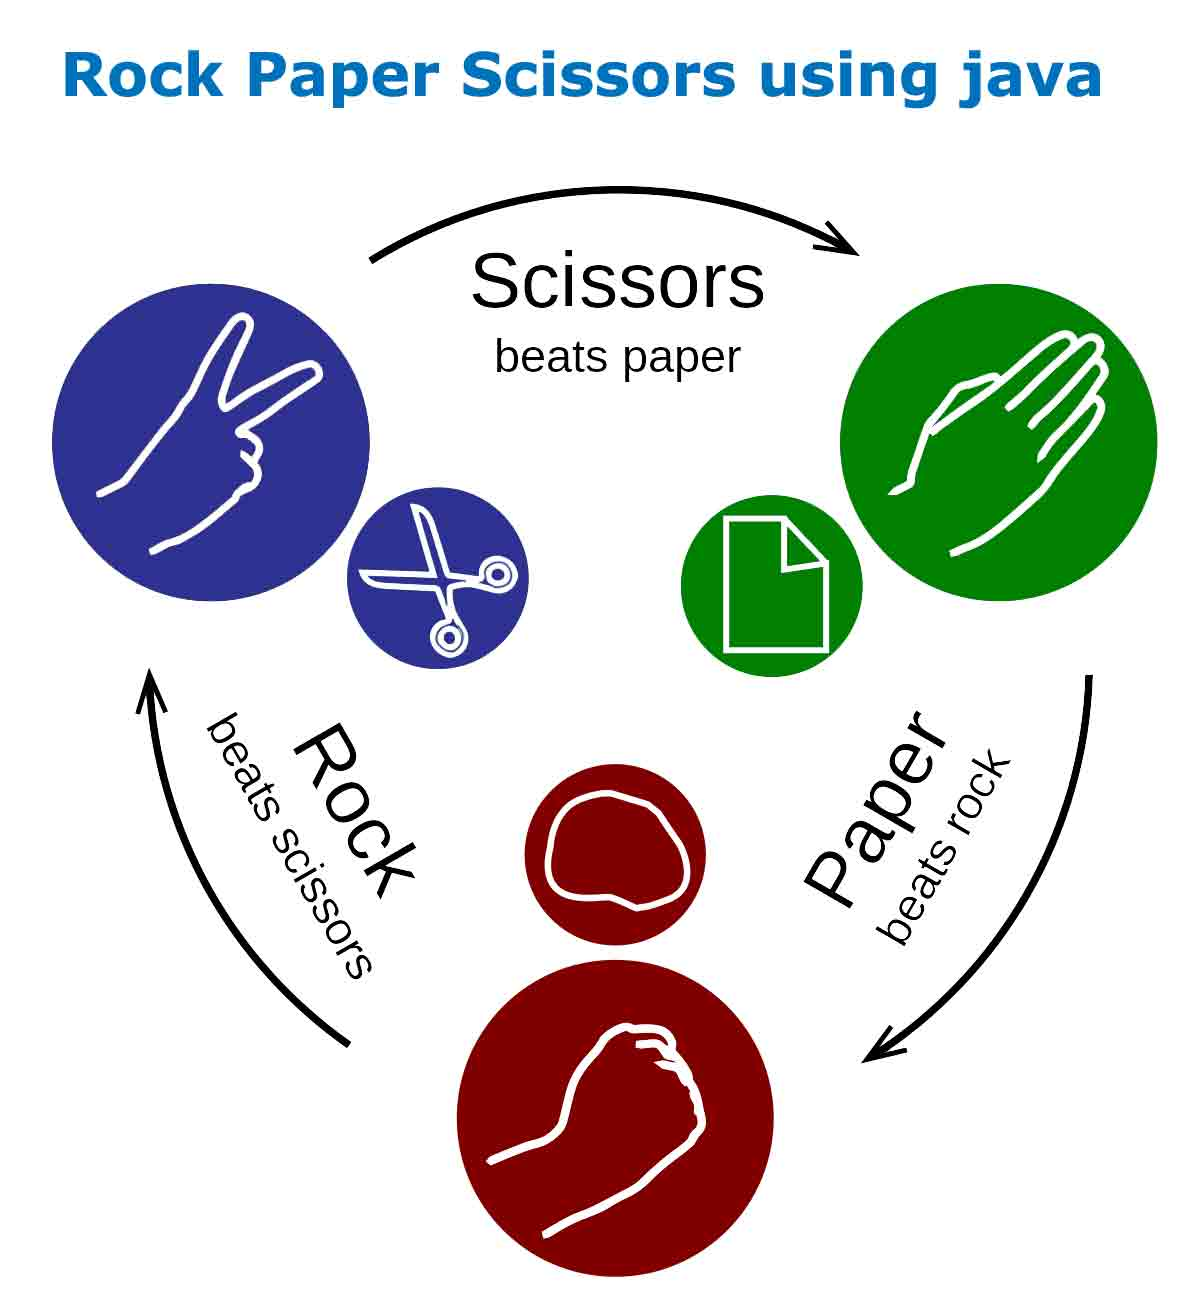 Rock Paper Scissors using java
Scissors
beats paper
Rock
beats scissors
Paper
beats rock